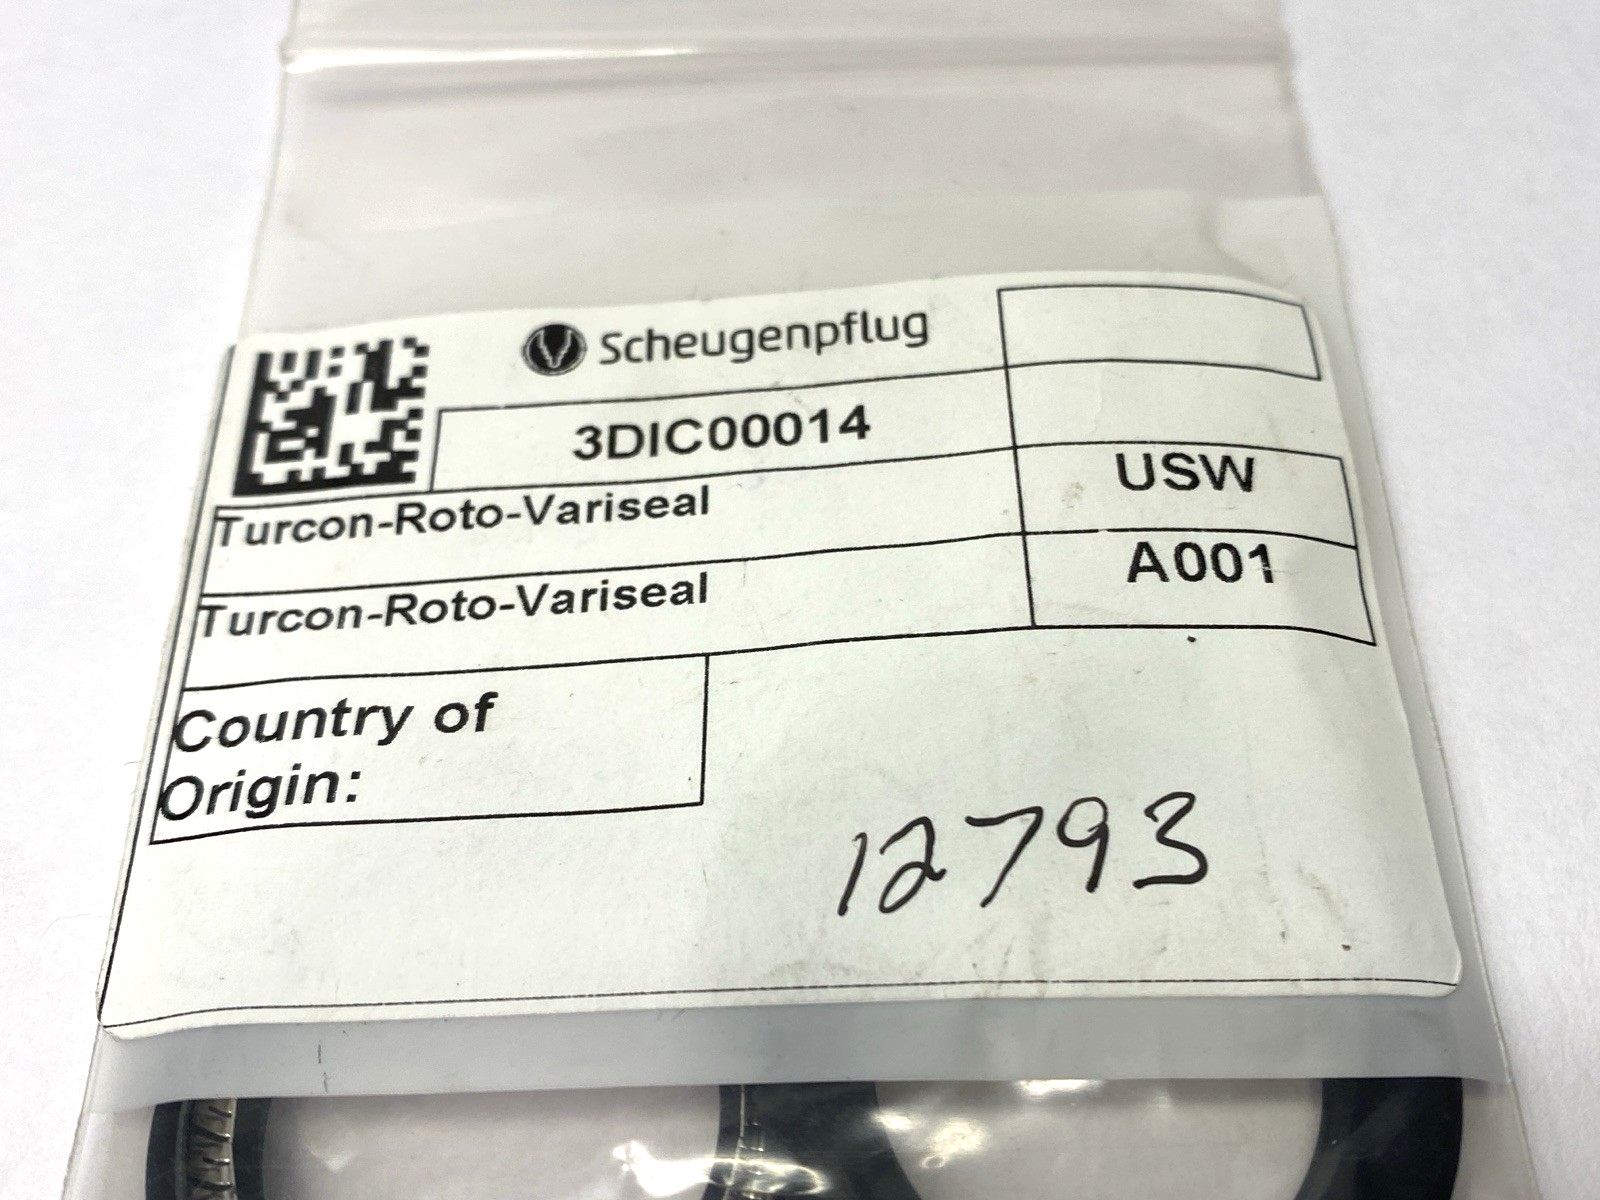 Scheugenpflug
3DIC00014
Turcon-Roto-Variseal
USW
Turcon-Roto-Variseal
A001
Country of
Origin:
12793